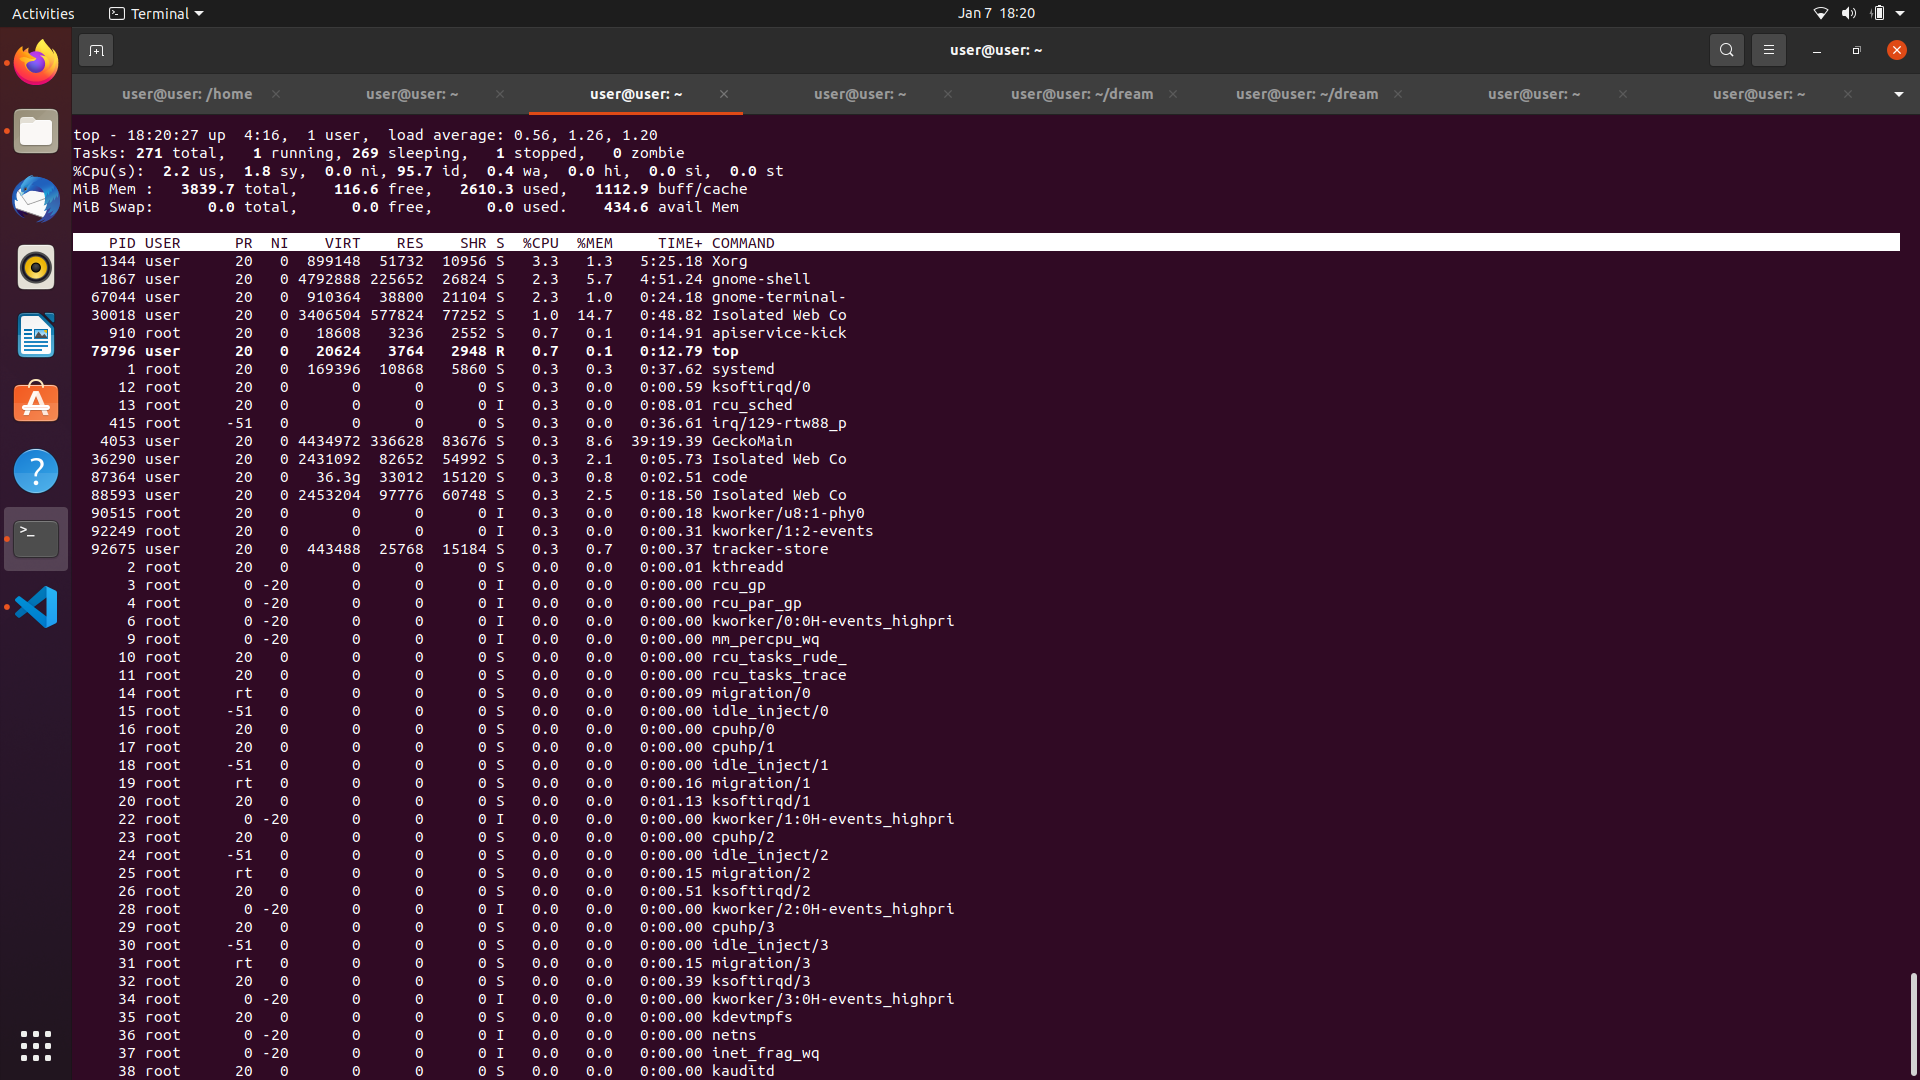 Activities Terminal Jan 7 18:20
user@user: ~
user@user: /home user@user: ~ user@user: ~ user@user: ~ user@user: ~/dream user@user: ~/dream user@user: ~ user@user: ~
top - 18:20:27 up  4:16,  1 user,  load average: 0.56, 1.26, 1.20
Tasks: 271 total,   1 running, 269 sleeping,   1 stopped,   0 zombie
%Cpu(s):  2.2 us,  1.8 sy,  0.0 ni, 95.7 id,  0.4 wa,  0.0 hi,  0.0 si,  0.0 st
MiB Mem :   3839.7 total,    116.6 free,   2610.3 used,   1112.9 buff/cache
MiB Swap:      0.0 total,      0.0 free,      0.0 used.    434.6 avail Mem
PID USER PR NI VIRT RES SHR S %CPU %MEM TIME+ COMMAND
1344 user 20 0 899148 51732 10956 S 3.3 1.3 5:25.18 Xorg
1867 user 20 0 4792888 225652 26824 S 2.3 5.7 4:51.24 gnome-shell
67044 user 20 0 910364 38800 21104 S 2.3 1.0 0:24.18 gnome-terminal-
30018 user 20 0 3406504 577824 77252 S 1.0 14.7 0:48.82 Isolated Web Co
910 root 20 0 18608 3236 2552 S 0.7 0.1 0:14.91 apiservice-kick
79796 user 20 0 20624 3764 2948 R 0.7 0.1 0:12.79 top
1 root 20 0 169396 10868 5860 S 0.3 0.3 0:37.62 systemd
12 root 20 0 0 0 0 S 0.3 0.0 0:00.59 ksoftirqd/0
13 root 20 0 0 0 0 I 0.3 0.0 0:08.01 rcu_sched
415 root -51 0 0 0 0 S 0.3 0.0 0:36.61 irq/129-rtw88_p
4053 user 20 0 4434972 336628 83676 S 0.3 8.6 39:19.39 GeckoMain
36290 user 20 0 2431092 82652 54992 S 0.3 2.1 0:05.73 Isolated Web Co
87364 user 20 0 36.3g 33012 15120 S 0.3 0.8 0:02.51 code
88593 user 20 0 2453204 97776 60748 S 0.3 2.5 0:18.50 Isolated Web Co
90515 root 20 0 0 0 0 I 0.3 0.0 0:00.18 kworker/u8:1-phy0
92249 root 20 0 0 0 0 I 0.3 0.0 0:00.31 kworker/1:2-events
92675 user 20 0 443488 25768 15184 S 0.3 0.7 0:00.37 tracker-store
2 root 20 0 0 0 0 S 0.0 0.0 0:00.01 kthreadd
3 root 0 -20 0 0 0 I 0.0 0.0 0:00.00 rcu_gp
4 root 0 -20 0 0 0 I 0.0 0.0 0:00.00 rcu_par_gp
6 root 0 -20 0 0 0 I 0.0 0.0 0:00.00 kworker/0:0H-events_highpri
9 root 0 -20 0 0 0 I 0.0 0.0 0:00.00 mm_percpu_wq
10 root 20 0 0 0 0 S 0.0 0.0 0:00.00 rcu_tasks_rude_
11 root 20 0 0 0 0 S 0.0 0.0 0:00.00 rcu_tasks_trace
14 root rt 0 0 0 0 S 0.0 0.0 0:00.09 migration/0
15 root -51 0 0 0 0 S 0.0 0.0 0:00.00 idle_inject/0
16 root 20 0 0 0 0 S 0.0 0.0 0:00.00 cpuhp/0
17 root 20 0 0 0 0 S 0.0 0.0 0:00.00 cpuhp/1
18 root -51 0 0 0 0 S 0.0 0.0 0:00.00 idle_inject/1
19 root rt 0 0 0 0 S 0.0 0.0 0:00.16 migration/1
20 root 20 0 0 0 0 S 0.0 0.0 0:01.13 ksoftirqd/1
22 root 0 -20 0 0 0 I 0.0 0.0 0:00.00 kworker/1:0H-events_highpri
23 root 20 0 0 0 0 S 0.0 0.0 0:00.00 cpuhp/2
24 root -51 0 0 0 0 S 0.0 0.0 0:00.00 idle_inject/2
25 root rt 0 0 0 0 S 0.0 0.0 0:00.15 migration/2
26 root 20 0 0 0 0 S 0.0 0.0 0:00.51 ksoftirqd/2
28 root 0 -20 0 0 0 I 0.0 0.0 0:00.00 kworker/2:0H-events_highpri
29 root 20 0 0 0 0 S 0.0 0.0 0:00.00 cpuhp/3
30 root -51 0 0 0 0 S 0.0 0.0 0:00.00 idle_inject/3
31 root rt 0 0 0 0 S 0.0 0.0 0:00.15 migration/3
32 root 20 0 0 0 0 S 0.0 0.0 0:00.39 ksoftirqd/3
34 root 0 -20 0 0 0 I 0.0 0.0 0:00.00 kworker/3:0H-events_highpri
35 root 20 0 0 0 0 S 0.0 0.0 0:00.00 kdevtmpfs
36 root 0 -20 0 0 0 I 0.0 0.0 0:00.00 netns
37 root 0 -20 0 0 0 I 0.0 0.0 0:00.00 inet_frag_wq
38 root 20 0 0 0 0 S 0.0 0.0 0:00.00 kauditd